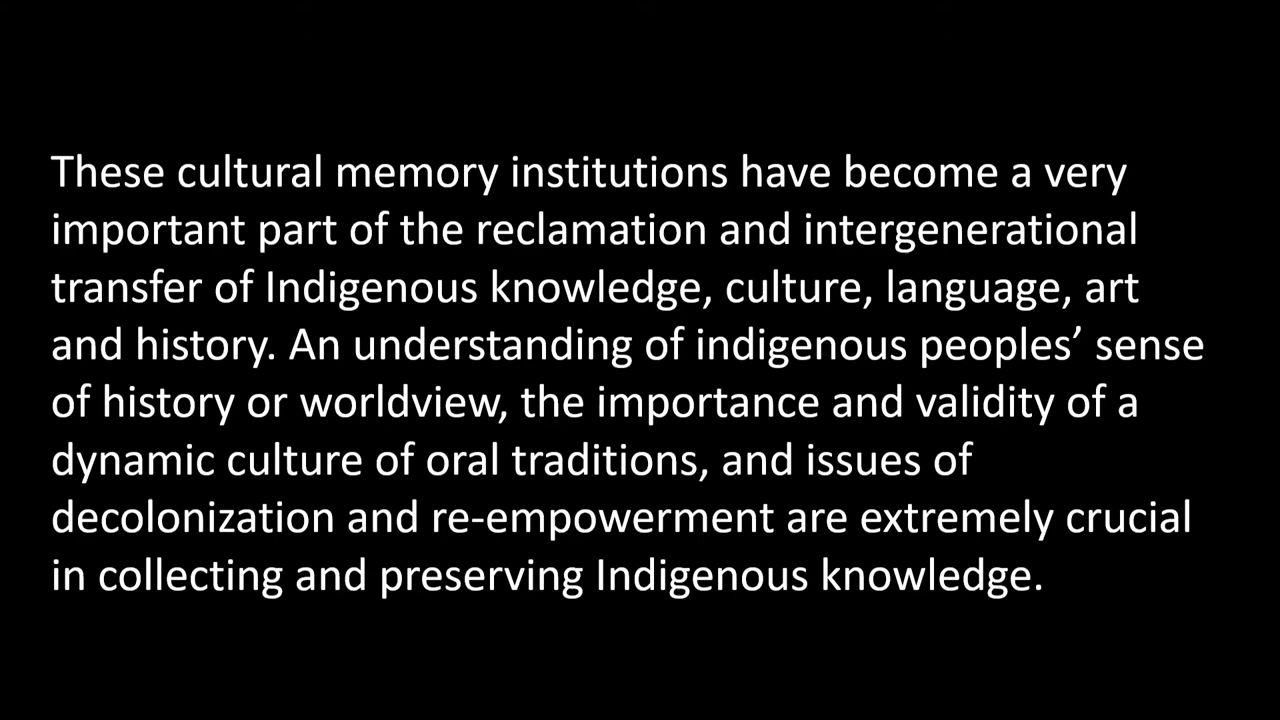 These cultural memory institutions have become a very
important part of the reclamation and intergenerational
transfer of Indigenous knowledge, culture, language, art
and history. An understanding of indigenous peoples’ sense
of history or worldview, the importance and validity of a
dynamic culture of oral traditions, and issues of
decolonization and re-empowerment are extremely crucial
in collecting and preserving Indigenous knowledge.